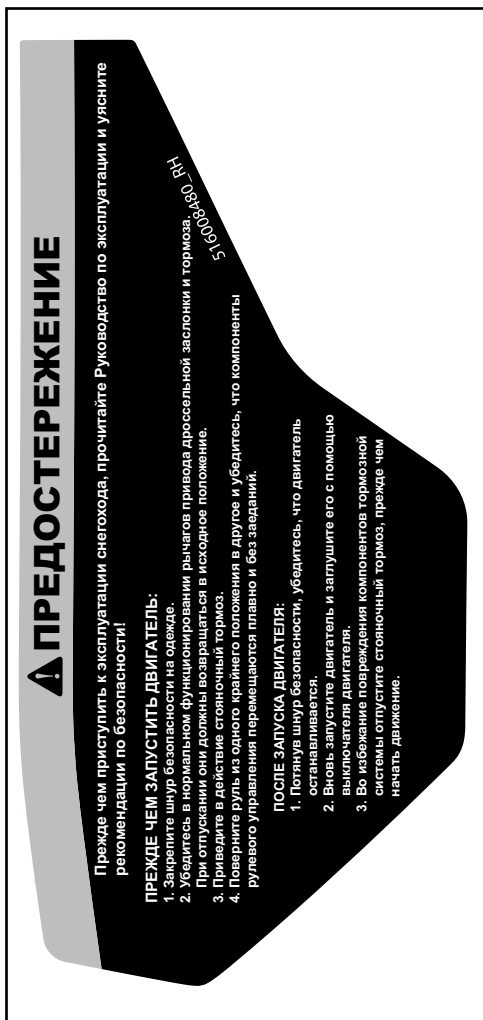 ⚠ ПРЕДОСТЕРЕЖЕНИЕ
Прежде чем приступить к эксплуатации снегохода, прочитайте Руководство по эксплуатации и уясните
рекомендации по безопасности!
ПРЕЖДЕ ЧЕМ ЗАПУСТИТЬ ДВИГАТЕЛЬ:
1. Закрепите шнур безопасности на одежде.
2. Убедитесь в нормальном функционировании рычагов привода дроссельной заслонки и тормоза.
При отпускании они должны возвращаться в исходное положение.
3. Приведите в действие стояночный тормоз.
4. Поверните руль из одного крайнего положения в другое и убедитесь, что компоненты
рулевого управления перемещаются плавно и без заеданий.
ПОСЛЕ ЗАПУСКА ДВИГАТЕЛЯ:
1. Потянув шнур безопасности, убедитесь, что двигатель
останавливается.
2. Вновь запустите двигатель и заглушите его с помощью
выключателя двигателя.
3. Во избежание повреждения компонентов тормозной
системы отпустите стояночный тормоз, прежде чем
начать движение.
516008480_RH